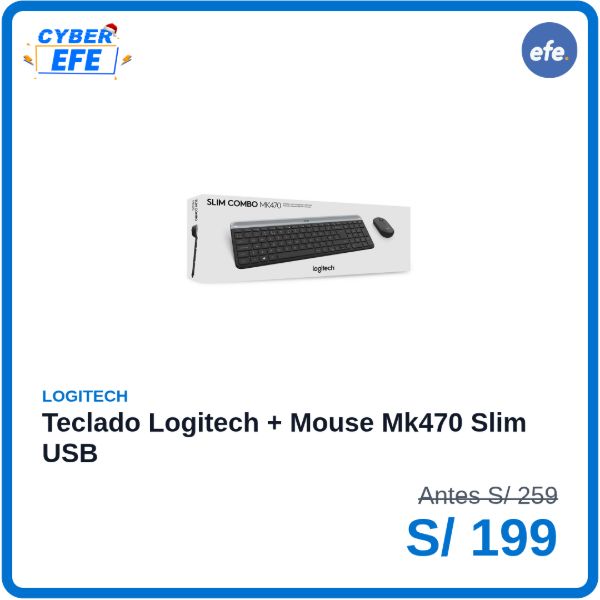 CYBER
EFE
efe.
SLIM COMBO MK470
logitech
LOGITECH
Teclado Logitech + Mouse Mk470 Slim
USB
Antes S/ 259
S/ 199